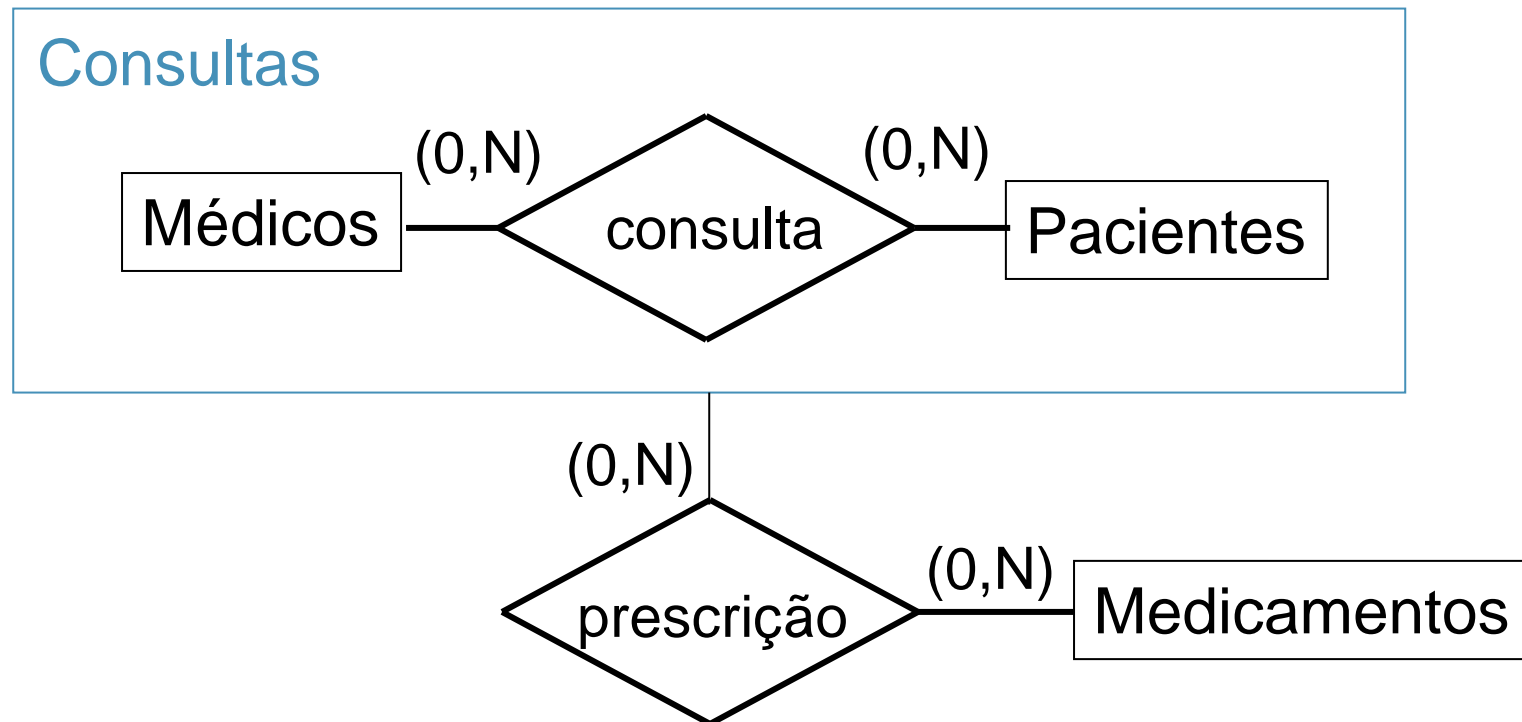 Consultas
(0,N) (0,N)
Médicos consulta Pacientes
(0,N)
(0,N)
prescrição Medicamentos